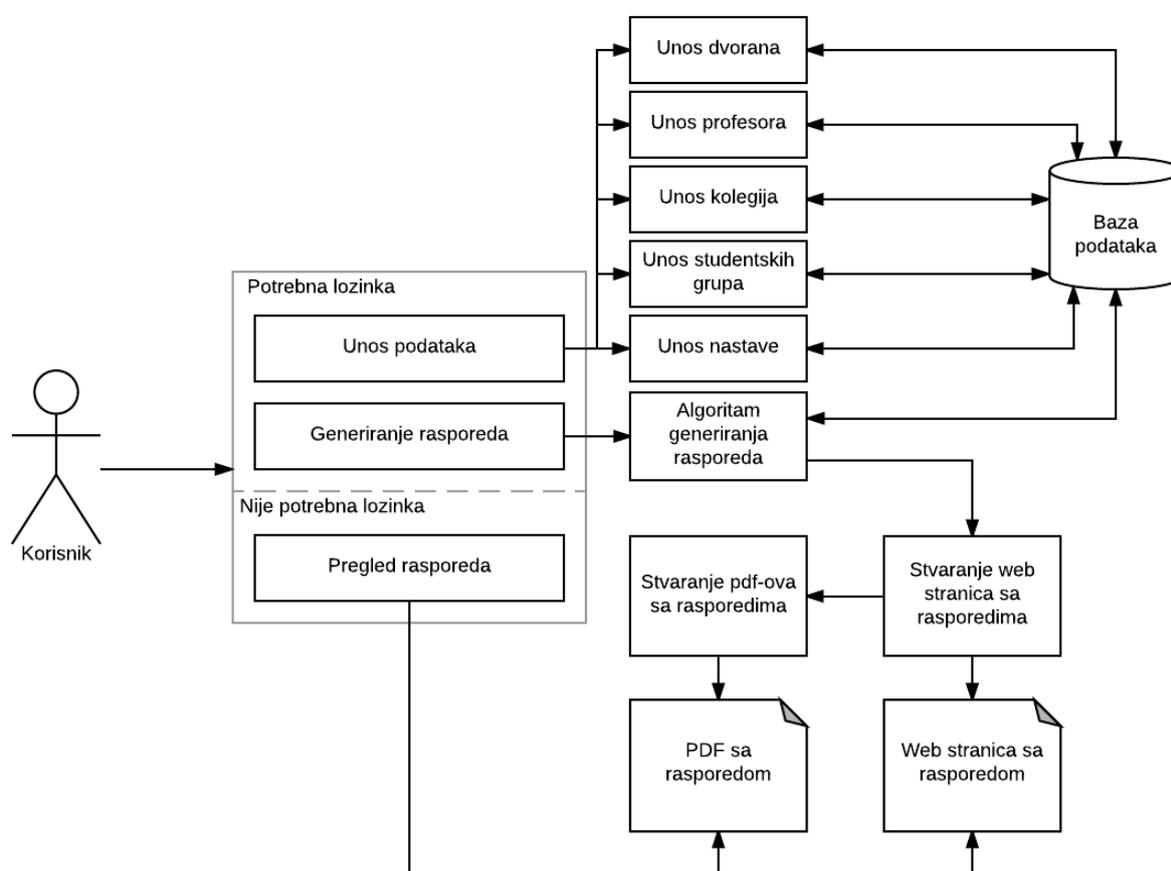 Unos dvorana
Unos profesora
Unos kolegija
Unos studentskih
grupa
Unos nastave
Algoritam
generiranja
rasporeda
Baza
podataka
Potrebna lozinka
Unos podataka
Generiranje rasporeda
Nije potrebna lozinka
Pregled rasporeda
Korisnik
Stvaranje pdf-ova
sa rasporedima
Stvaranje web
stranica sa
rasporedima
PDF sa
rasporedom
Web stranica sa
rasporedom